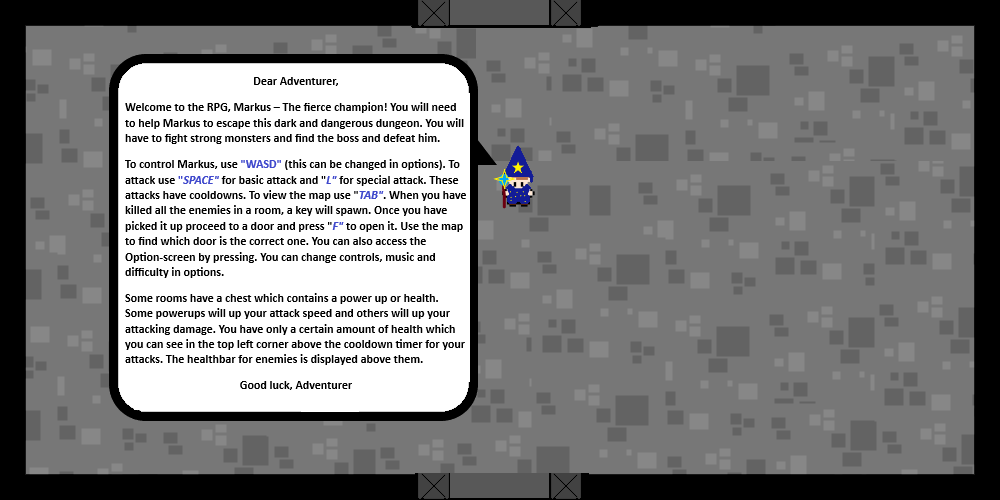 Dear Adventurer,
Welcome to the RPG, Markus – The fierce champion! You will need
to help Markus to escape this dark and dangerous dungeon. You will
have to fight strong monsters and find the boss and defeat him.
To control Markus, use "WASD" (this can be changed in options). To
attack use "SPACE" for basic attack and "L" for special attack. These
attacks have cooldowns. To view the map use "TAB". When you have
killed all the enemies in a room, a key will spawn. Once you have
picked it up proceed to a door and press "F" to open it. Use the map
to find which door is the correct one. You can also access the
Option-screen by pressing. You can change controls, music and
difficulty in options.
Some rooms have a chest which contains a power up or health.
Some powerups will up your attack speed and others will up your
attacking damage. You have only a certain amount of health which
you can see in the top left corner above the cooldown timer for your
attacks. The healthbar for enemies is displayed above them.
Good luck, Adventurer